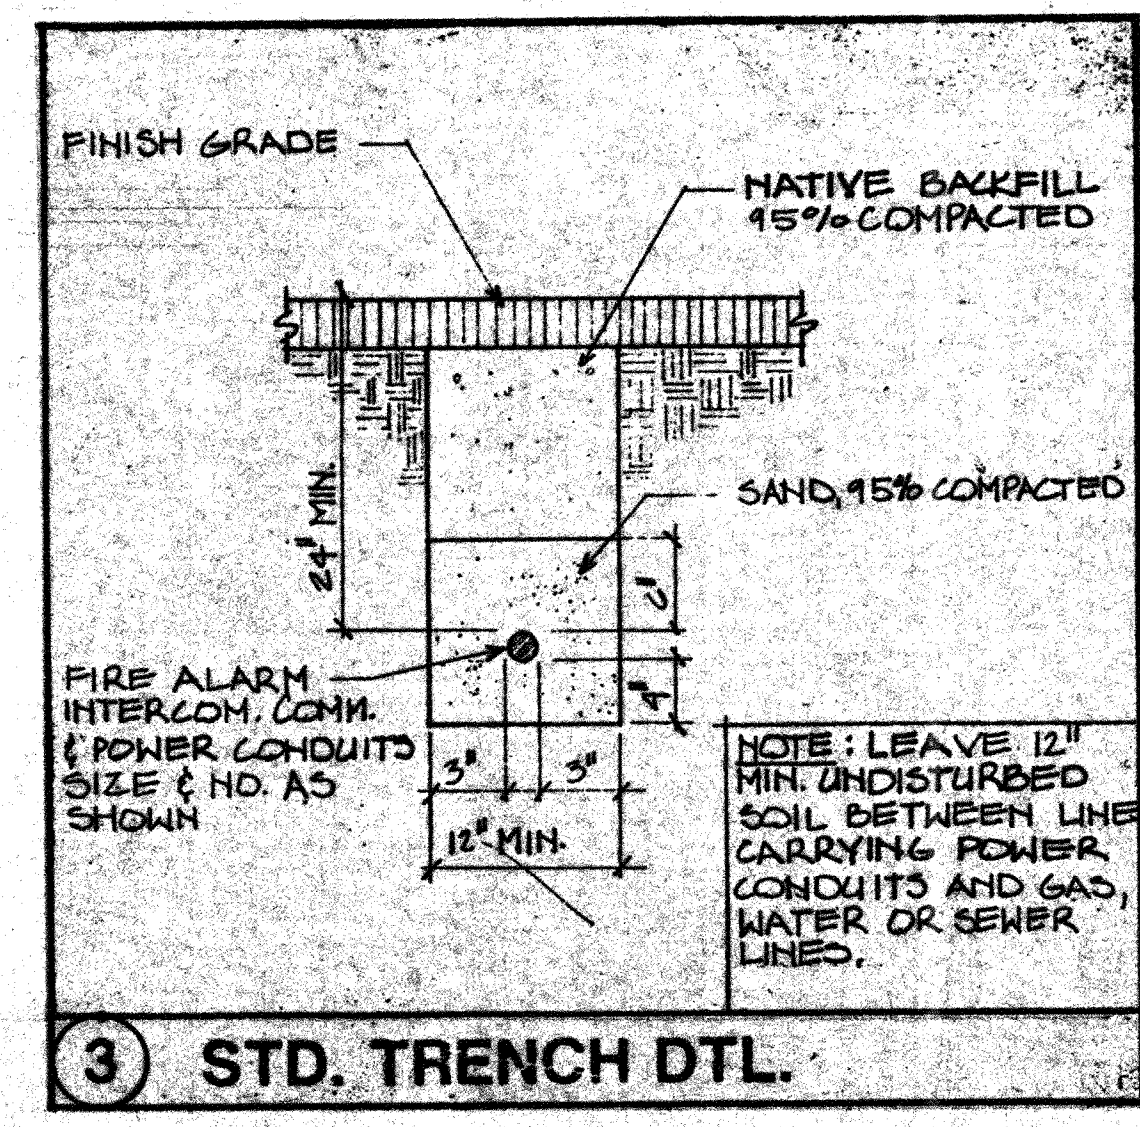 FINISH GRADE
NATIVE BACKFILL
95% COMPACTED
SAND, 95% COMPACTED
24" MIN.
6"
4"
FIRE ALARM
INTERCOM. COMM.
& POWER CONDUITS
SIZE & NO. AS
SHOWN
3" 3"
12" MIN.
NOTE: LEAVE 12"
MIN. UNDISTURBED
SOIL BETWEEN LINE
CARRYING POWER
CONDUITS AND GAS,
WATER OR SEWER
LINES.
3 STD. TRENCH DTL.